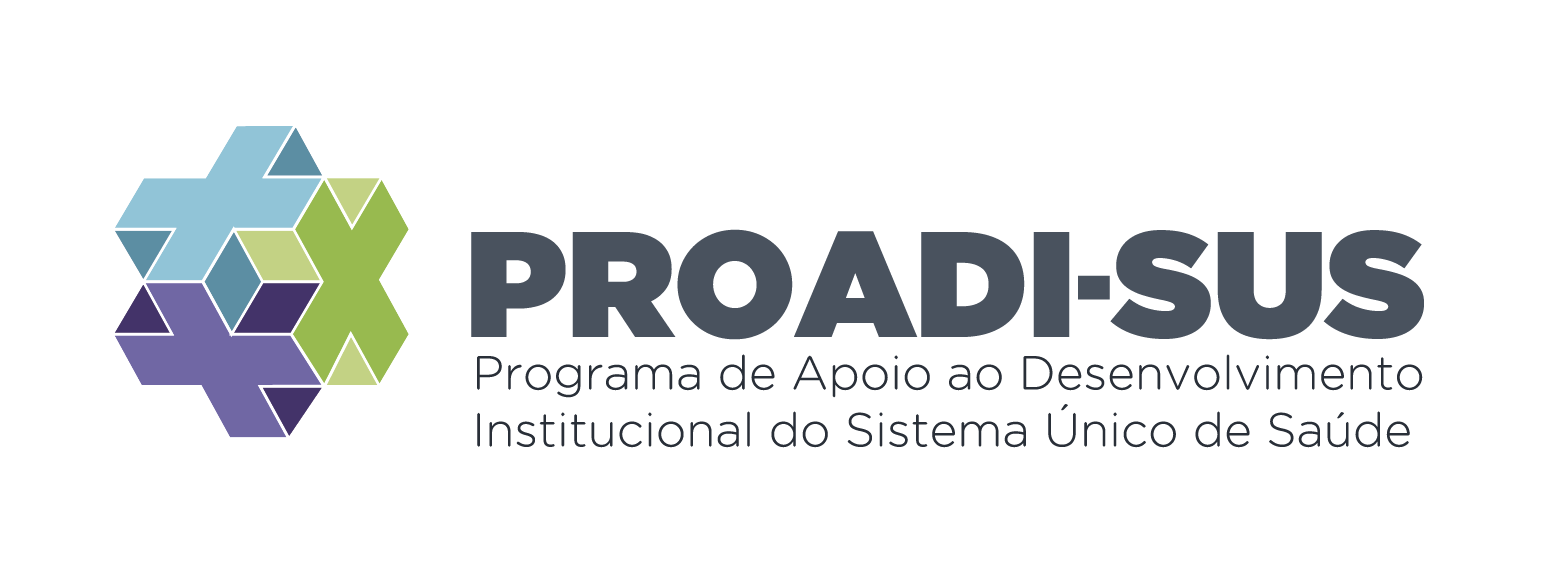 PROADI-SUS
Programa de Apoio ao Desenvolvimento
Institucional do Sistema Único de Saúde